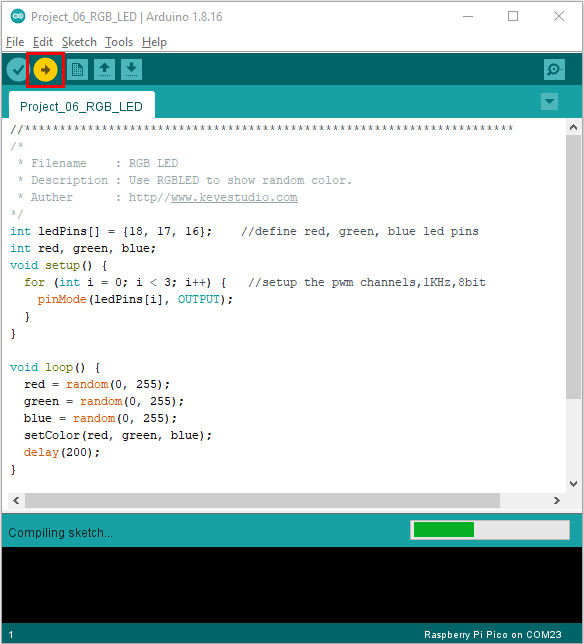 Project_06_RGB_LED | Arduino 1.8.16
File Edit Sketch Tools Help
Project_06_RGB_LED
//**********************************************************************
/*
 * Filename    : RGB LED
 * Description : Use RGBLED to show random color.
 * Auther      : http//www.keyestudio.com
*/
int ledPins[] = {18, 17, 16};    //define red, green, blue led pins
int red, green, blue;
void setup() {
  for (int i = 0; i < 3; i++) {   //setup the pwm channels,1KHz,8bit
    pinMode(ledPins[i], OUTPUT);
  }
}

void loop() {
  red = random(0, 255);
  green = random(0, 255);
  blue = random(0, 255);
  setColor(red, green, blue);
  delay(200);
}
Compiling sketch...
1
Raspberry Pi Pico on COM23